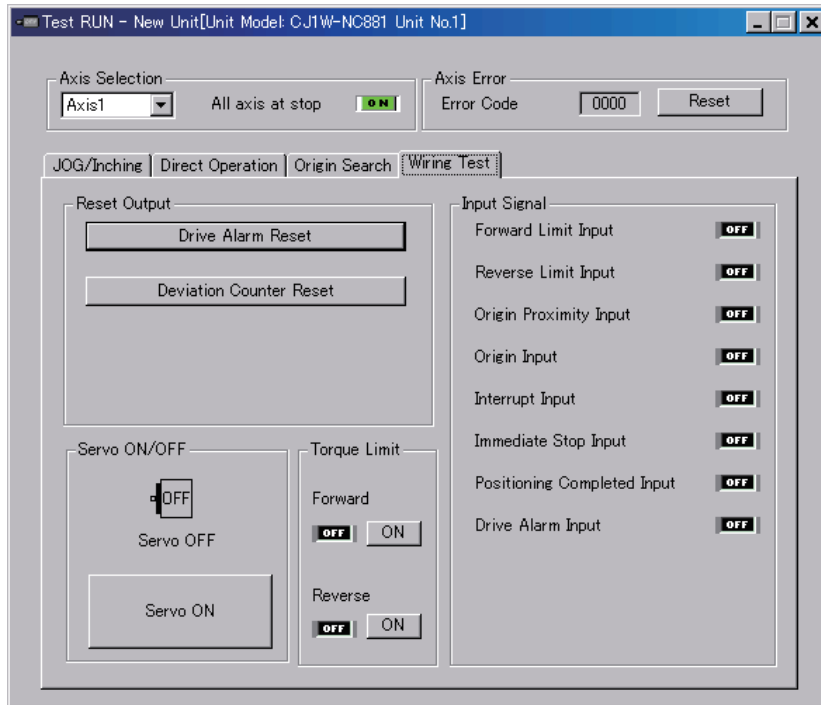 Test RUN - New Unit[Unit Model: CJ1W-NC881 Unit No.1]
Axis Selection
Axis1
All axis at stop
ON
Axis Error
Error Code
0000
Reset
JOG/Inching
Direct Operation
Origin Search
Wiring Test
Reset Output
Drive Alarm Reset
Deviation Counter Reset
Servo ON/OFF
OFF
Servo OFF
Servo ON
Torque Limit
Forward
OFF
ON
Reverse
OFF
ON
Input Signal
Forward Limit Input OFF
Reverse Limit Input OFF
Origin Proximity Input OFF
Origin Input OFF
Interrupt Input OFF
Immediate Stop Input OFF
Positioning Completed Input OFF
Drive Alarm Input OFF